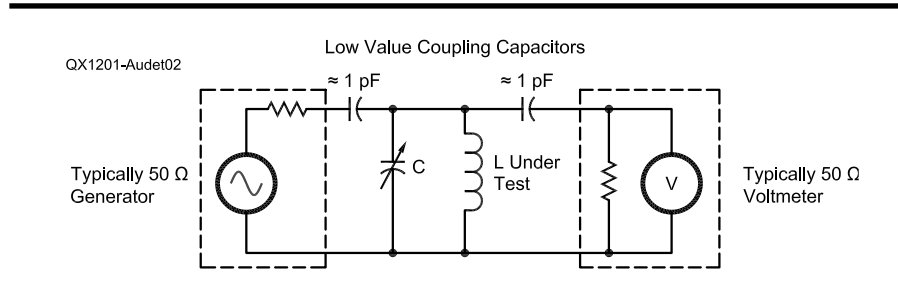 Low Value Coupling Capacitors
QX1201-Audet02
≈ 1 pF
≈ 1 pF
Typically 50 Ω
Generator
C
L Under
Test
V
Typically 50 Ω
Voltmeter